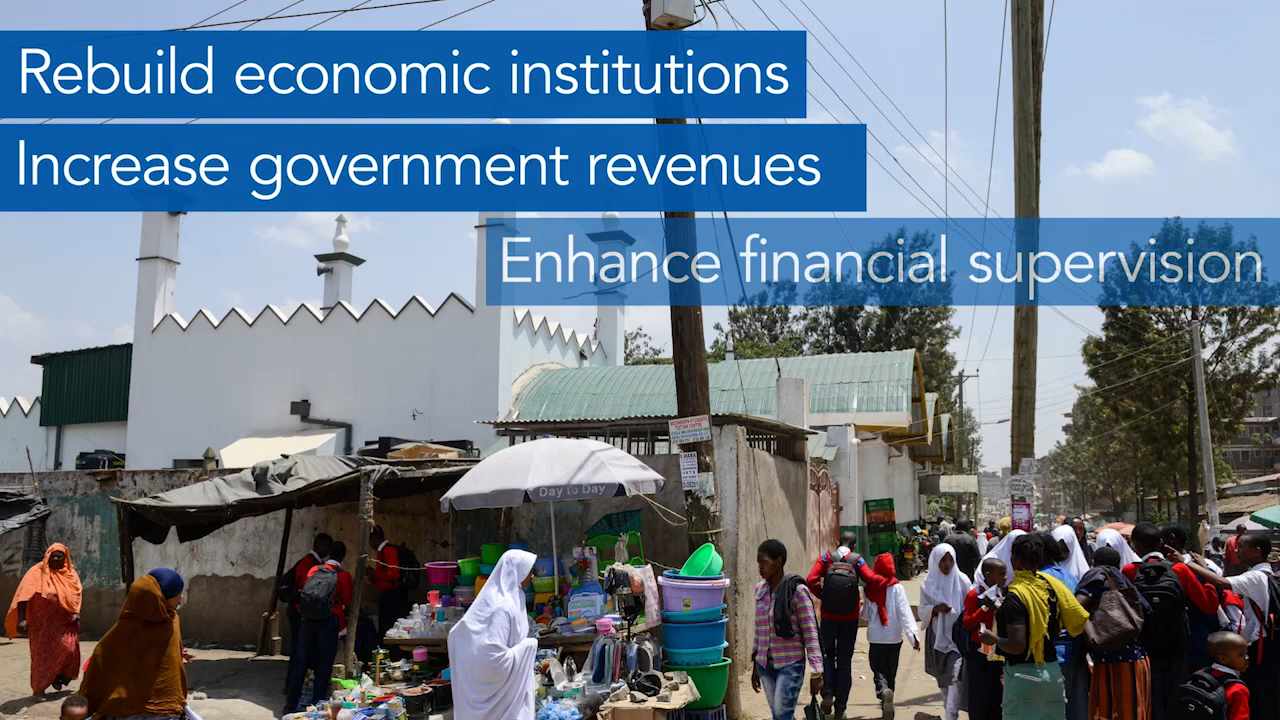 Rebuild economic institutions
Increase government revenues
Enhance financial supervision
Day to Day